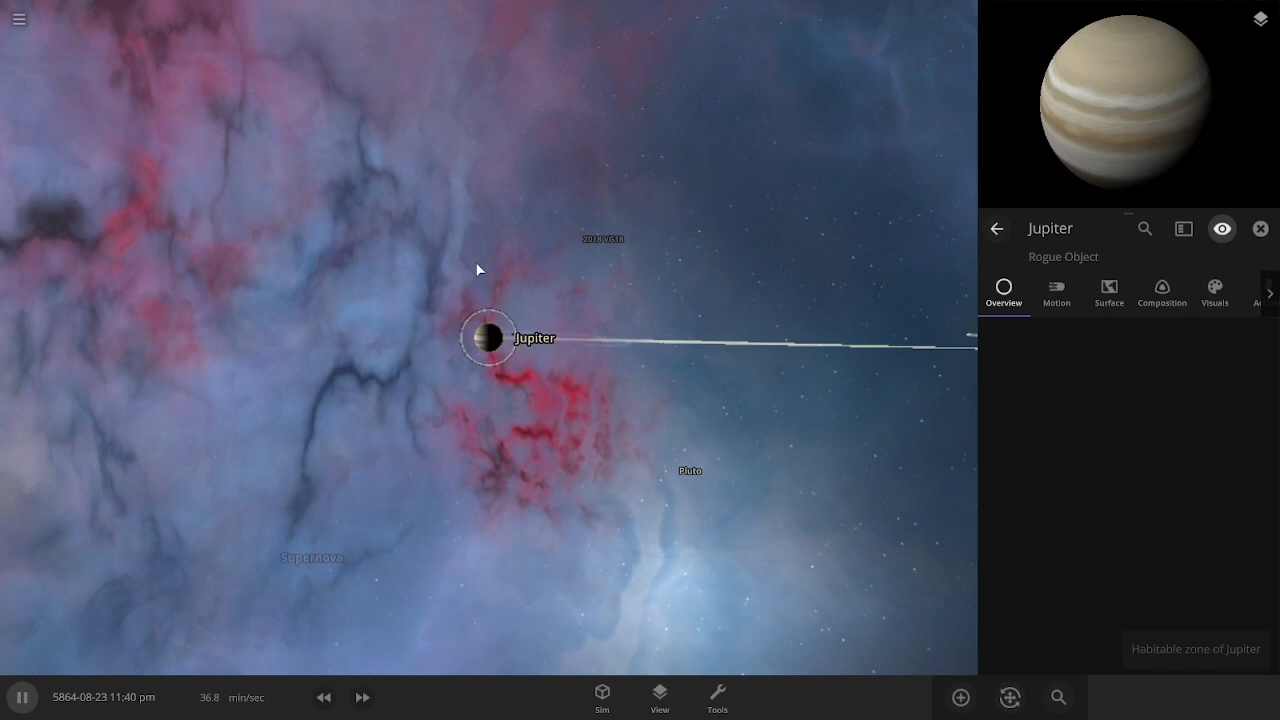 2018 VG18
Jupiter
Pluto
Supernova
Jupiter
Rogue Object
Overview
Motion
Surface
Composition
Visuals
Habitable zone of Jupiter
5864-08-23 11:40 pm
36.8 min/sec
Sim
View
Tools